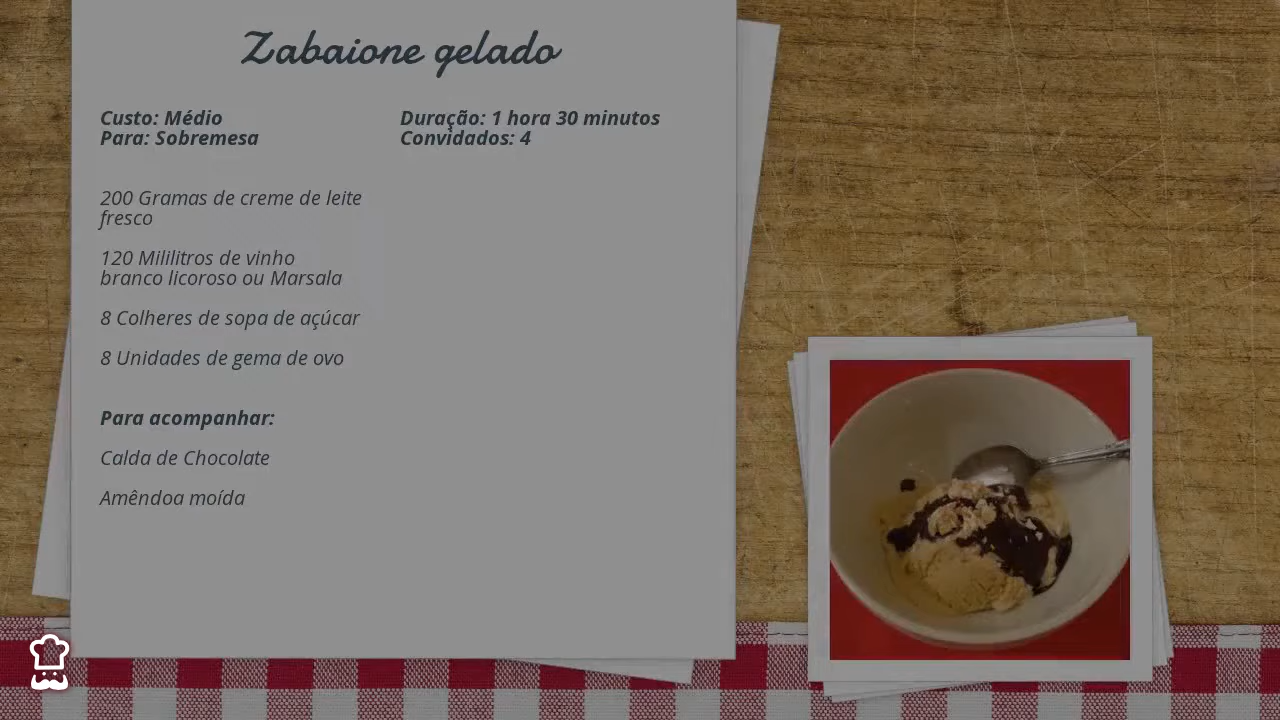 Zabaione gelado
Custo: Médio
Para: Sobremesa
Duração: 1 hora 30 minutos
Convidados: 4
200 Gramas de creme de leite
fresco
120 Mililitros de vinho
branco licoroso ou Marsala
8 Colheres de sopa de açúcar
8 Unidades de gema de ovo
Para acompanhar:
Calda de Chocolate
Amêndoa moída